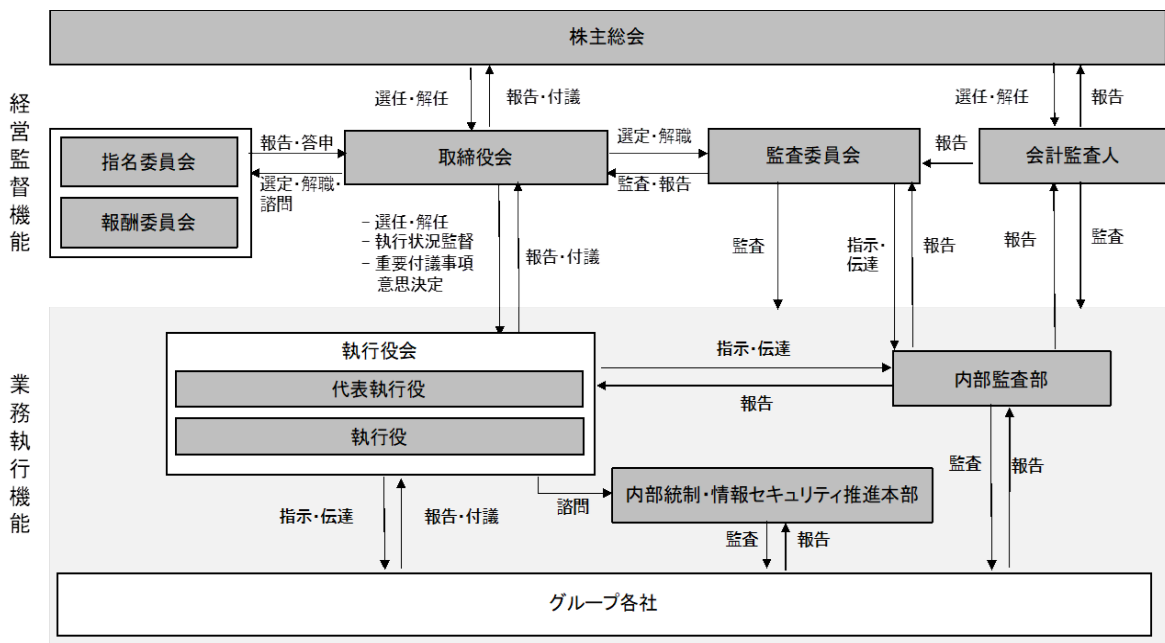 株主総会
選任・解任
報告・付議
選任・解任
報告
経営監督機能
指名委員会
報酬委員会
報告・答申
選定・解職・
諮問
取締役会
選定・解職
監査・報告
監査委員会
報告
会計監査人
－選任・解任
－執行状況監督
－重要付議事項
意思決定
報告・付議
監査
指示・
伝達
報告
報告
監査
業務執行機能
執行役会
代表執行役
執行役
指示・伝達
報告
内部監査部
指示・伝達
報告・付議
諮問
内部統制・情報セキュリティ推進本部
監査
報告
監査
報告
グループ各社